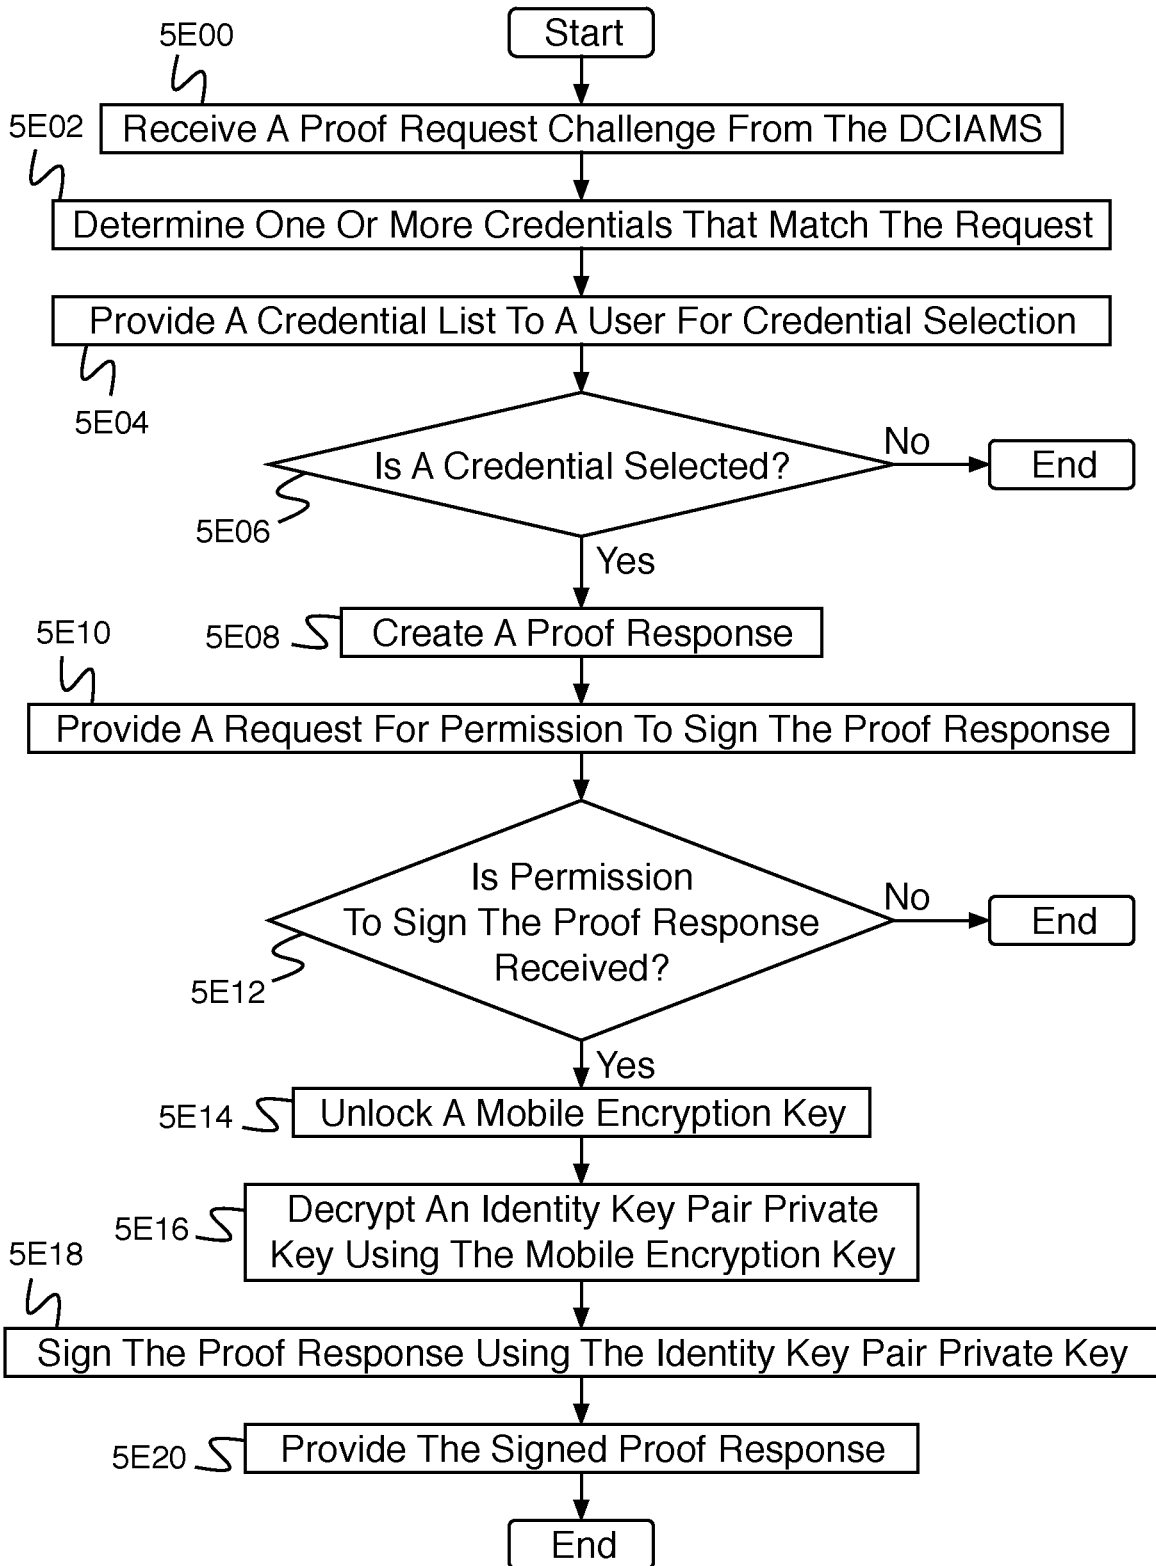 Start
5E00
Receive A Proof Request Challenge From The DCIAMS
5E02
Determine One Or More Credentials That Match The Request
Provide A Credential List To A User For Credential Selection
5E04
Is A Credential Selected?
No
End
5E06
Yes
5E08
Create A Proof Response
5E10
Provide A Request For Permission To Sign The Proof Response
Is Permission
To Sign The Proof Response
Received?
No
End
5E12
Yes
5E14
Unlock A Mobile Encryption Key
5E16
Decrypt An Identity Key Pair Private
Key Using The Mobile Encryption Key
5E18
Sign The Proof Response Using The Identity Key Pair Private Key
5E20
Provide The Signed Proof Response
End